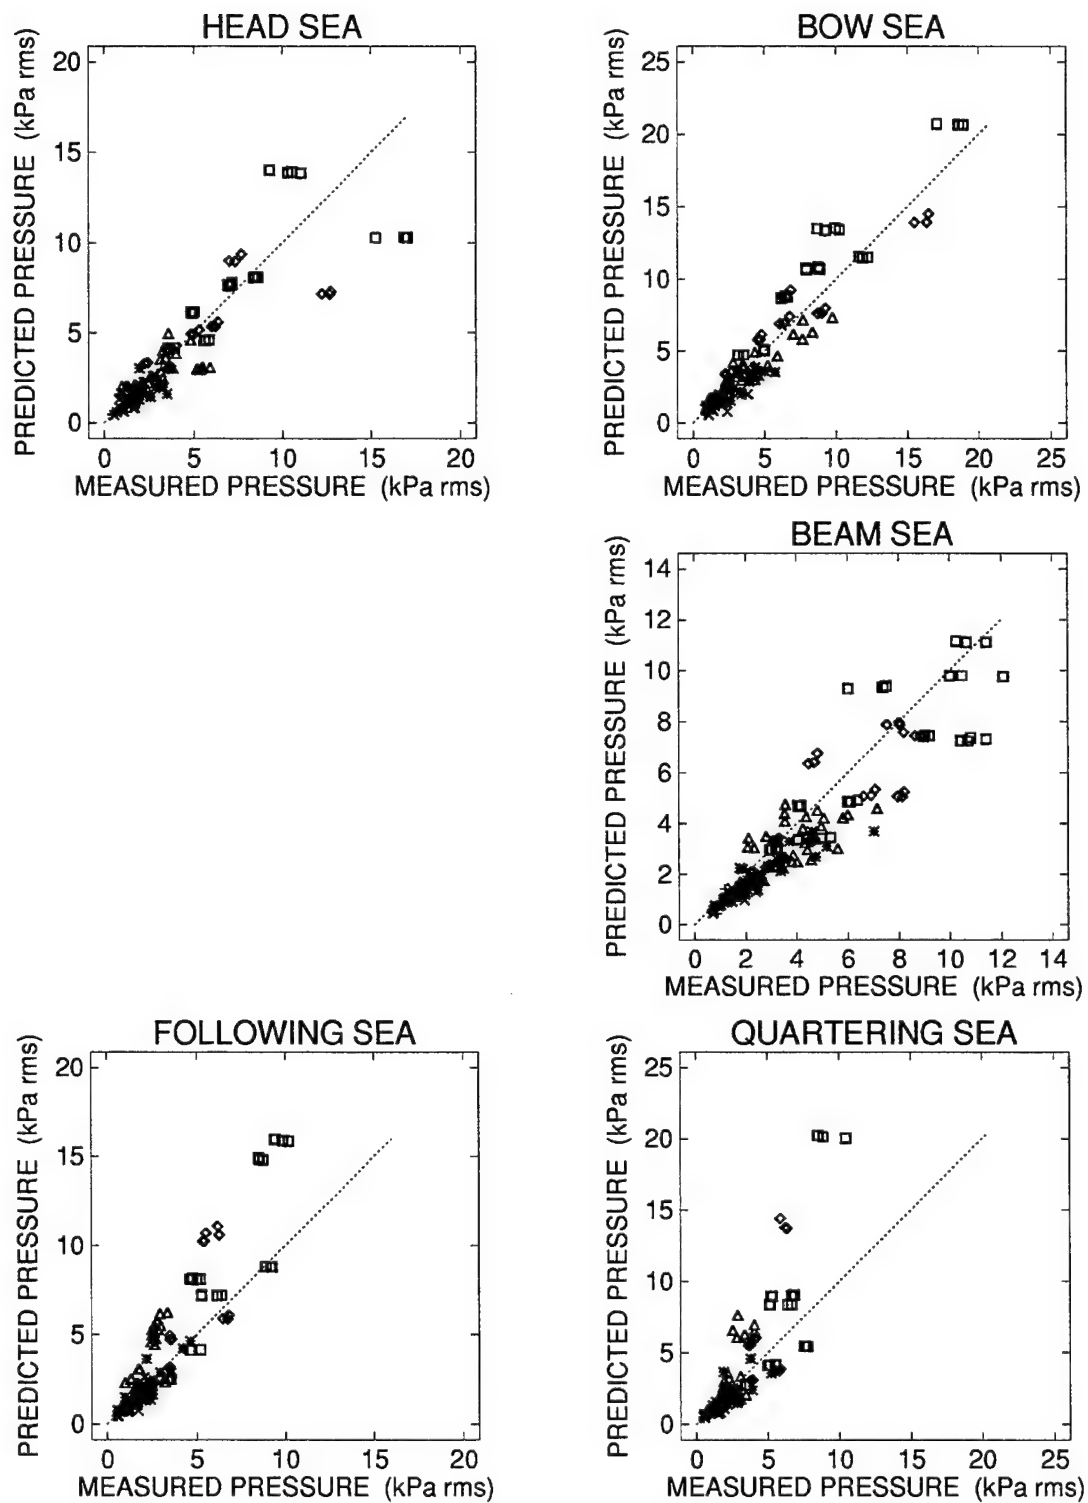 HEAD SEA
PREDICTED PRESSURE (kPa rms)
20
15
10
5
0
0 5 10 15 20
MEASURED PRESSURE (kPa rms)
BOW SEA
PREDICTED PRESSURE (kPa rms)
25
20
15
10
5
0
0 5 10 15 20 25
MEASURED PRESSURE (kPa rms)
BEAM SEA
PREDICTED PRESSURE (kPa rms)
14
12
10
8
6
4
2
0
0 2 4 6 8 10 12 14
MEASURED PRESSURE (kPa rms)
FOLLOWING SEA
PREDICTED PRESSURE (kPa rms)
20
15
10
5
0
0 5 10 15 20
MEASURED PRESSURE (kPa rms)
QUARTERING SEA
PREDICTED PRESSURE (kPa rms)
25
20
15
10
5
0
0 5 10 15 20 25
MEASURED PRESSURE (kPa rms)